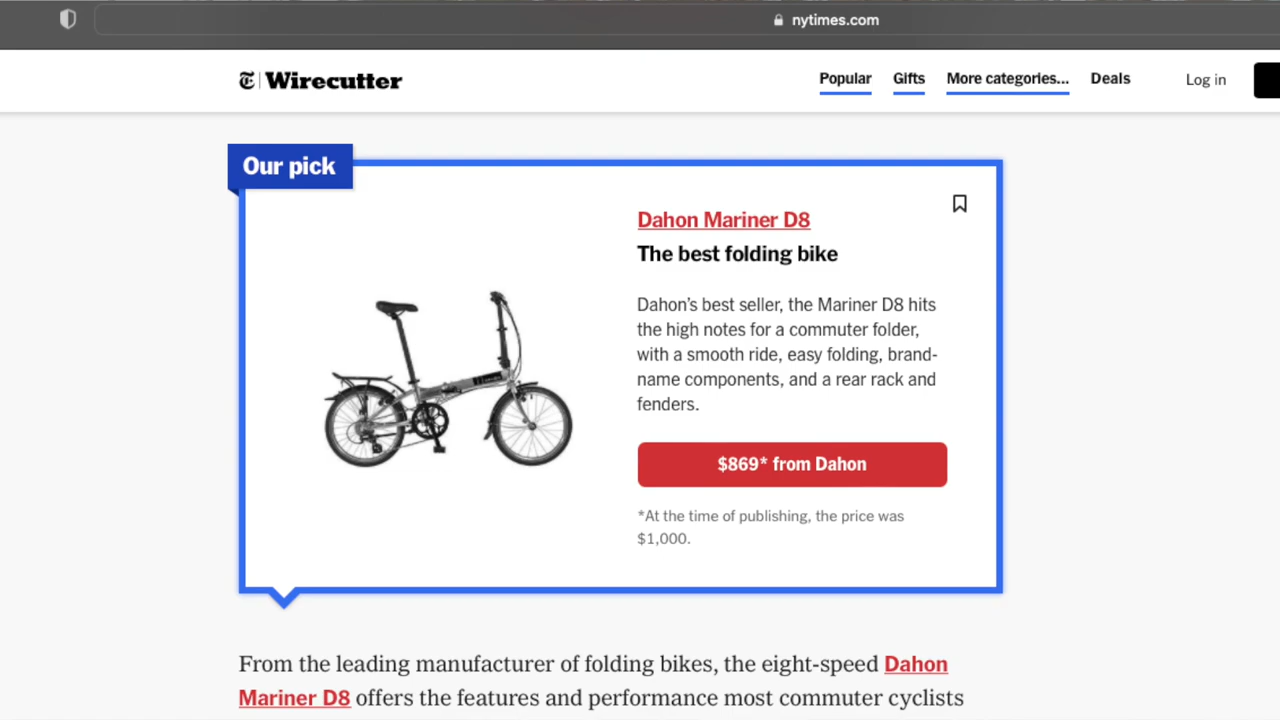 nytimes.com
Wirecutter
Popular Gifts More categories... Deals Log in
Our pick
Dahon Mariner D8
The best folding bike
Dahon’s best seller, the Mariner D8 hits
the high notes for a commuter folder,
with a smooth ride, easy folding, brand-
name components, and a rear rack and
fenders.
$869* from Dahon
*At the time of publishing, the price was
$1,000.
From the leading manufacturer of folding bikes, the eight-speed Dahon
Mariner D8 offers the features and performance most commuter cyclists